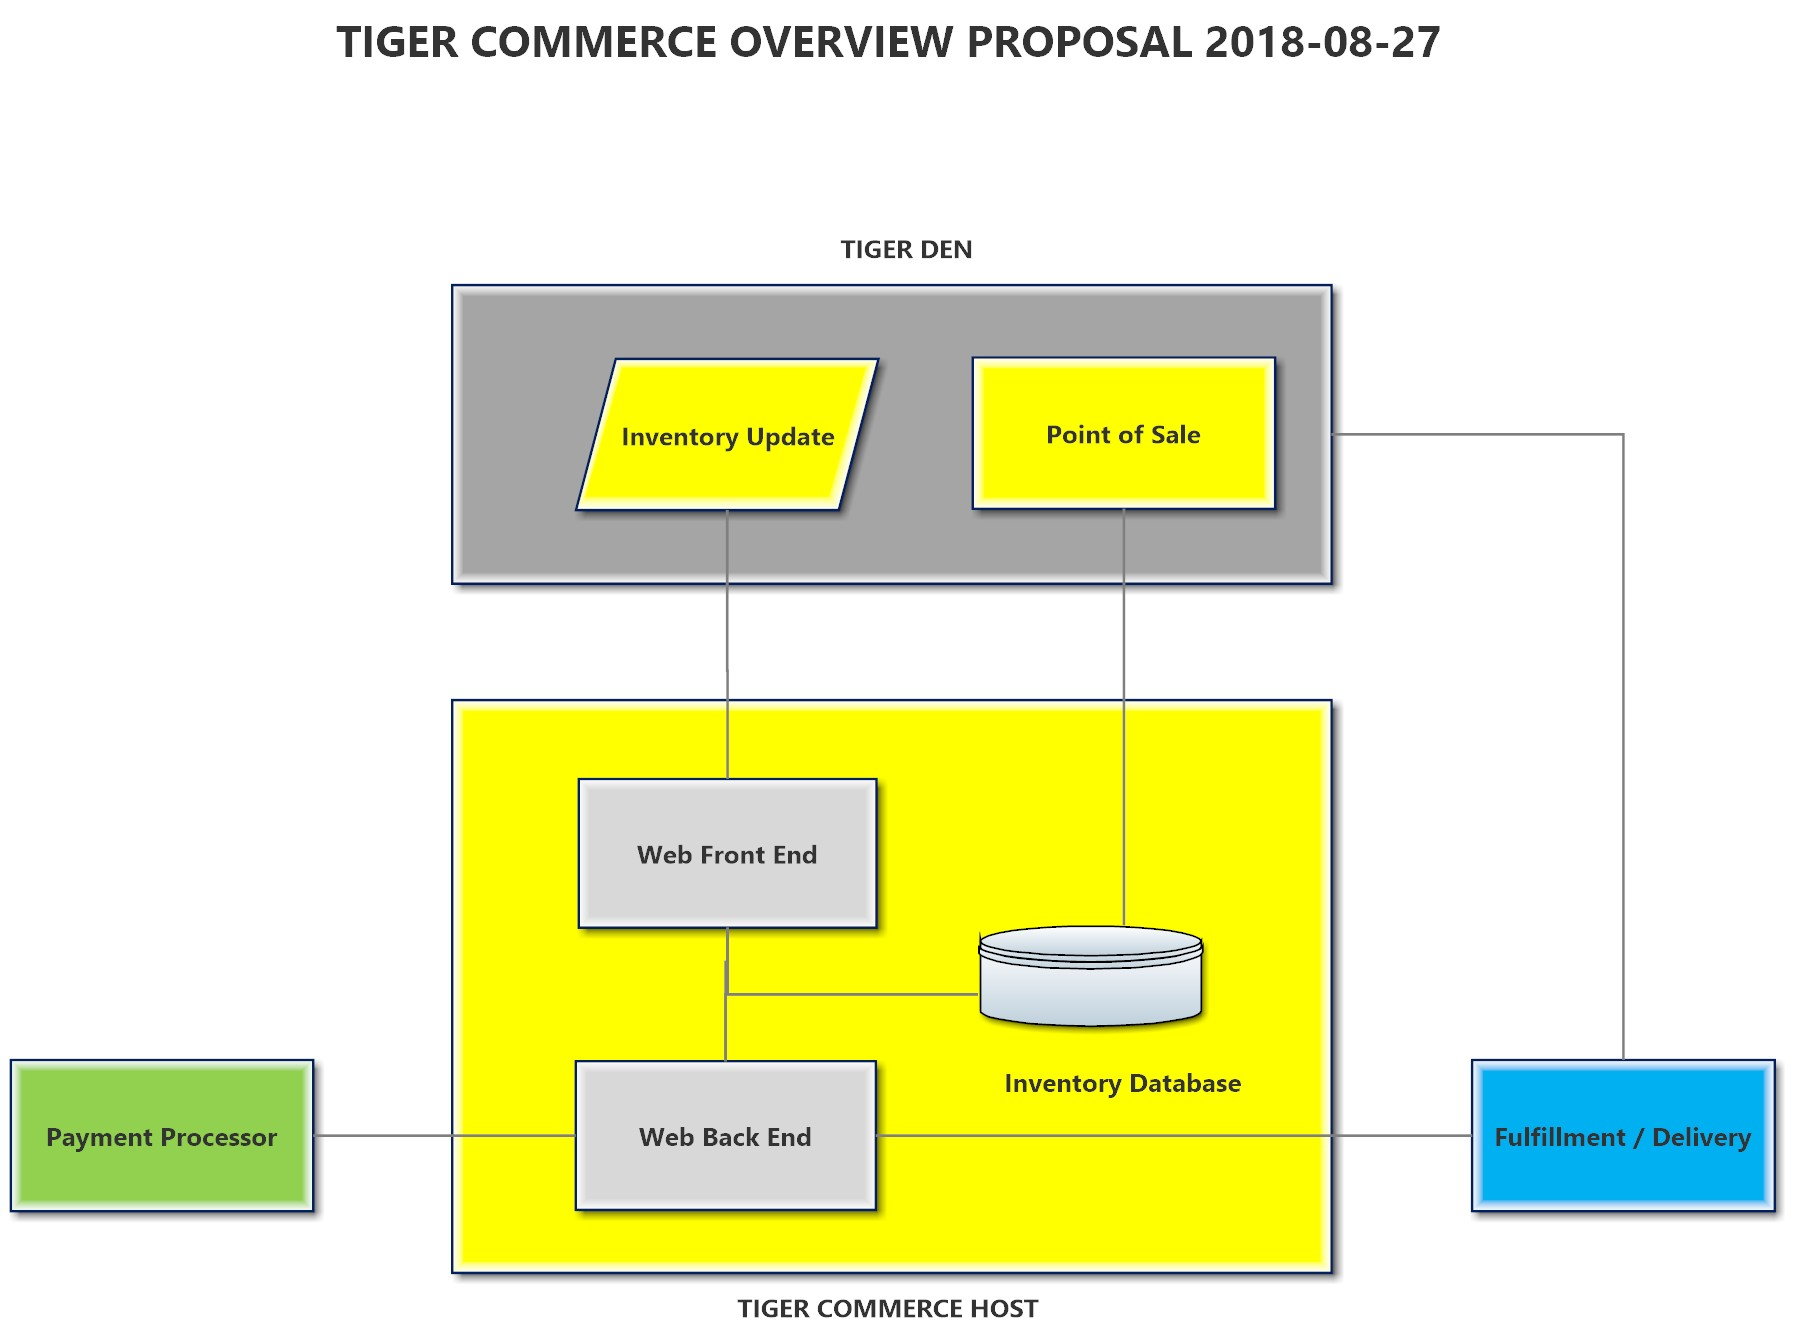 TIGER COMMERCE OVERVIEW PROPOSAL 2018-08-27
TIGER DEN
Inventory Update
Point of Sale
Web Front End
Inventory Database
Payment Processor
Web Back End
Fulfillment / Delivery
TIGER COMMERCE HOST